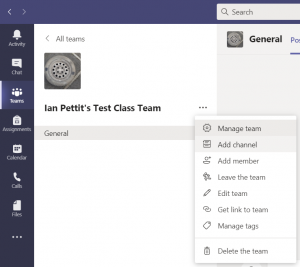 Search
Activity
Chat
Teams
Assignments
Calendar
Calls
Files
All teams
Ian Pettit's Test Class Team
General
General
Po
Manage team
Add channel
Add member
Leave the team
Edit team
Get link to team
Manage tags
Delete the team